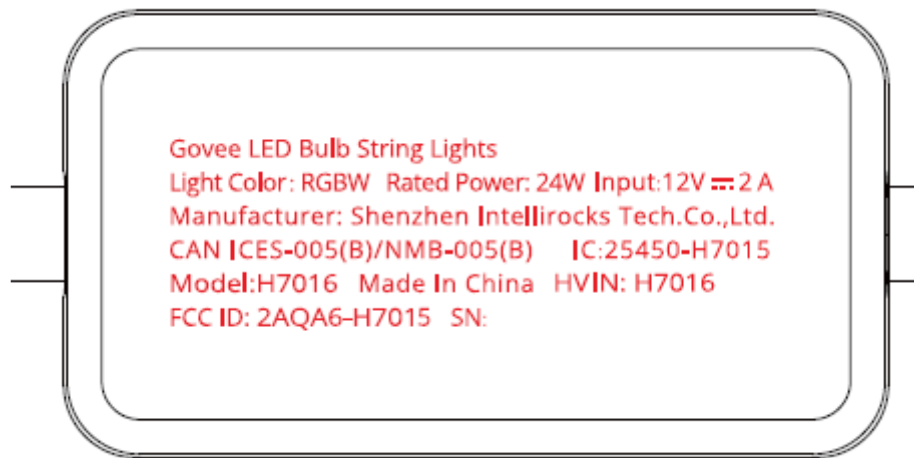 Govee LED Bulb String Lights
Light Color: RGBW Rated Power: 24W Input:12V ⎓ 2 A
Manufacturer: Shenzhen Intellirocks Tech.Co.,Ltd.
CAN ICES-005(B)/NMB-005(B) IC:25450-H7015
Model:H7016 Made In China HVIN: H7016
FCC ID: 2AQA6–H7015 SN: